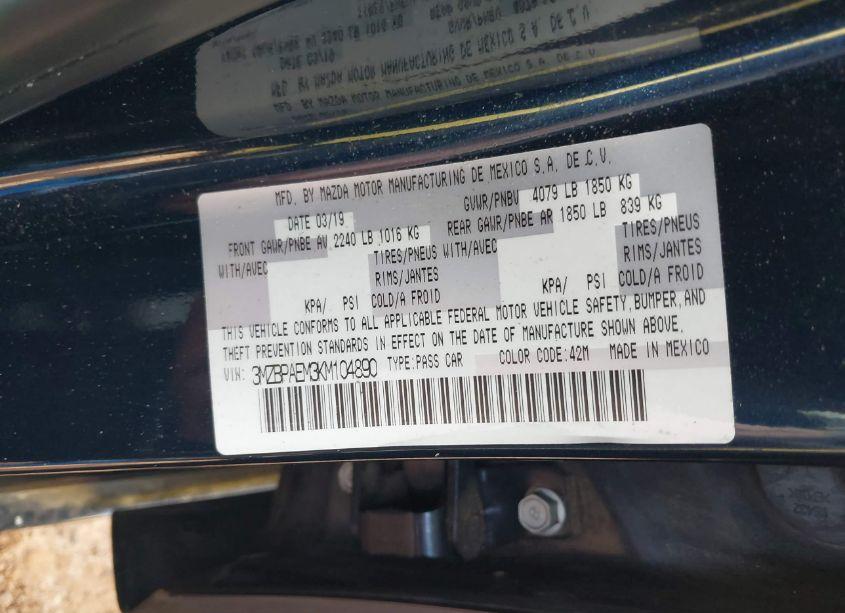 MFD. BY MAZDA MOTOR MANUFACTURING DE MEXICO S.A. DE C.V.
DATE 03/19 GVWR/PNBV 4079 LB 1850 KG
FRONT GAWR/PNBE AV 2240 LB 1016 KG REAR GAWR/PNBE AR 1850 LB 839 KG
WITH/AVEC TIRES/PNEUS WITH/AVEC TIRES/PNEUS
RIMS/JANTES RIMS/JANTES
KPA/ PSI COLD/A FROID KPA/ PSI COLD/A FROID
THIS VEHICLE CONFORMS TO ALL APPLICABLE FEDERAL MOTOR VEHICLE SAFETY, BUMPER, AND
THEFT PREVENTION STANDARDS IN EFFECT ON THE DATE OF MANUFACTURE SHOWN ABOVE.
VIN: 3MZBPAEM3KM104890 TYPE:PASS CAR COLOR CODE:42M MADE IN MEXICO